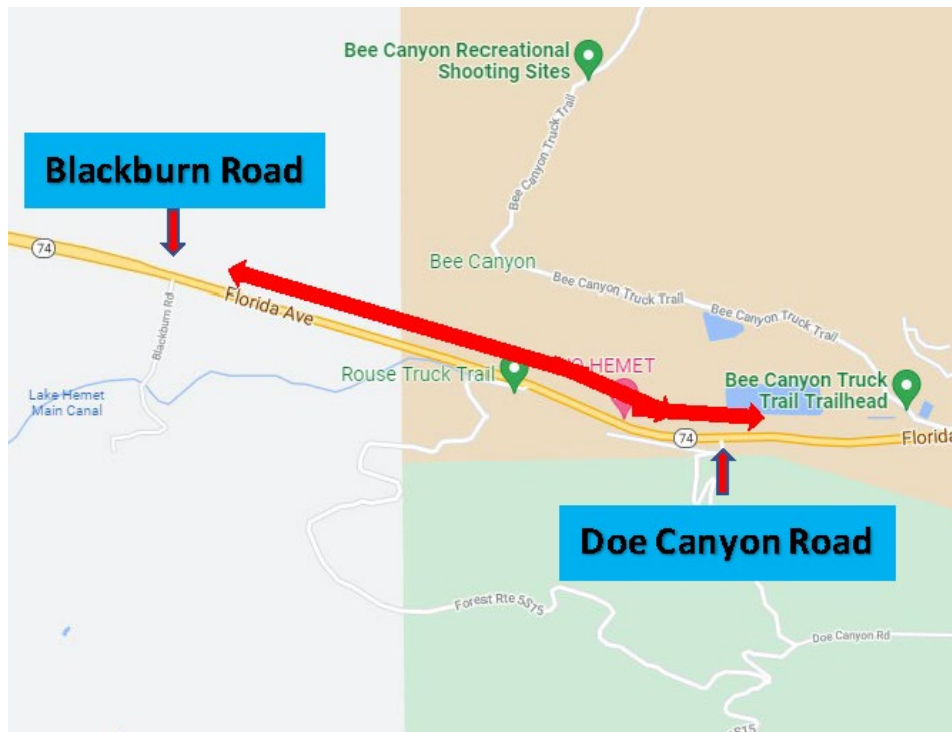 Bee Canyon Recreational
Shooting Sites
Blackburn Road
Bee Canyon Truck Trail
74
Bee Canyon
Bee Canyon Truck Trail
Bee Canyon Truck Trail
Florida Ave
Blackburn Rd
HEMET
Rouse Truck Trail
Bee Canyon Truck
Trail Trailhead
Lake Hemet
Main Canal
74
Florida
Doe Canyon Road
Forest Rte 5S75
Doe Canyon Rd